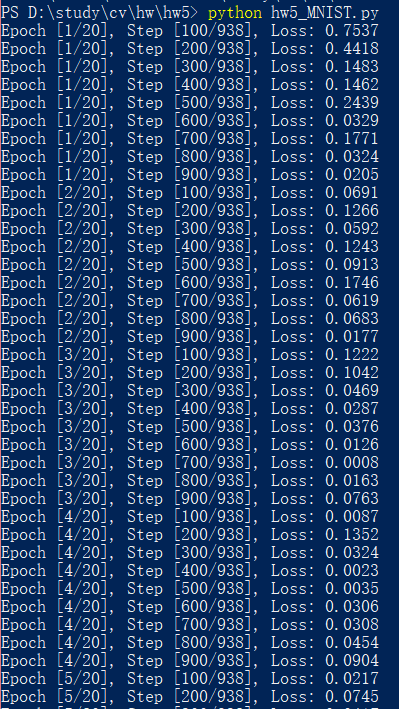 PS D:\study\cv\hw\hw5> python hw5_MNIST.py
Epoch [1/20], Step [100/938], Loss: 0.7537
Epoch [1/20], Step [200/938], Loss: 0.4418
Epoch [1/20], Step [300/938], Loss: 0.1483
Epoch [1/20], Step [400/938], Loss: 0.1462
Epoch [1/20], Step [500/938], Loss: 0.2439
Epoch [1/20], Step [600/938], Loss: 0.0329
Epoch [1/20], Step [700/938], Loss: 0.1771
Epoch [1/20], Step [800/938], Loss: 0.0324
Epoch [1/20], Step [900/938], Loss: 0.0205
Epoch [2/20], Step [100/938], Loss: 0.0691
Epoch [2/20], Step [200/938], Loss: 0.1266
Epoch [2/20], Step [300/938], Loss: 0.0592
Epoch [2/20], Step [400/938], Loss: 0.1243
Epoch [2/20], Step [500/938], Loss: 0.0913
Epoch [2/20], Step [600/938], Loss: 0.1746
Epoch [2/20], Step [700/938], Loss: 0.0619
Epoch [2/20], Step [800/938], Loss: 0.0683
Epoch [2/20], Step [900/938], Loss: 0.0177
Epoch [3/20], Step [100/938], Loss: 0.1222
Epoch [3/20], Step [200/938], Loss: 0.1042
Epoch [3/20], Step [300/938], Loss: 0.0469
Epoch [3/20], Step [400/938], Loss: 0.0287
Epoch [3/20], Step [500/938], Loss: 0.0376
Epoch [3/20], Step [600/938], Loss: 0.0126
Epoch [3/20], Step [700/938], Loss: 0.0008
Epoch [3/20], Step [800/938], Loss: 0.0163
Epoch [3/20], Step [900/938], Loss: 0.0763
Epoch [4/20], Step [100/938], Loss: 0.0087
Epoch [4/20], Step [200/938], Loss: 0.1352
Epoch [4/20], Step [300/938], Loss: 0.0324
Epoch [4/20], Step [400/938], Loss: 0.0023
Epoch [4/20], Step [500/938], Loss: 0.0035
Epoch [4/20], Step [600/938], Loss: 0.0306
Epoch [4/20], Step [700/938], Loss: 0.0308
Epoch [4/20], Step [800/938], Loss: 0.0454
Epoch [4/20], Step [900/938], Loss: 0.0904
Epoch [5/20], Step [100/938], Loss: 0.0217
Epoch [5/20], Step [200/938], Loss: 0.0745